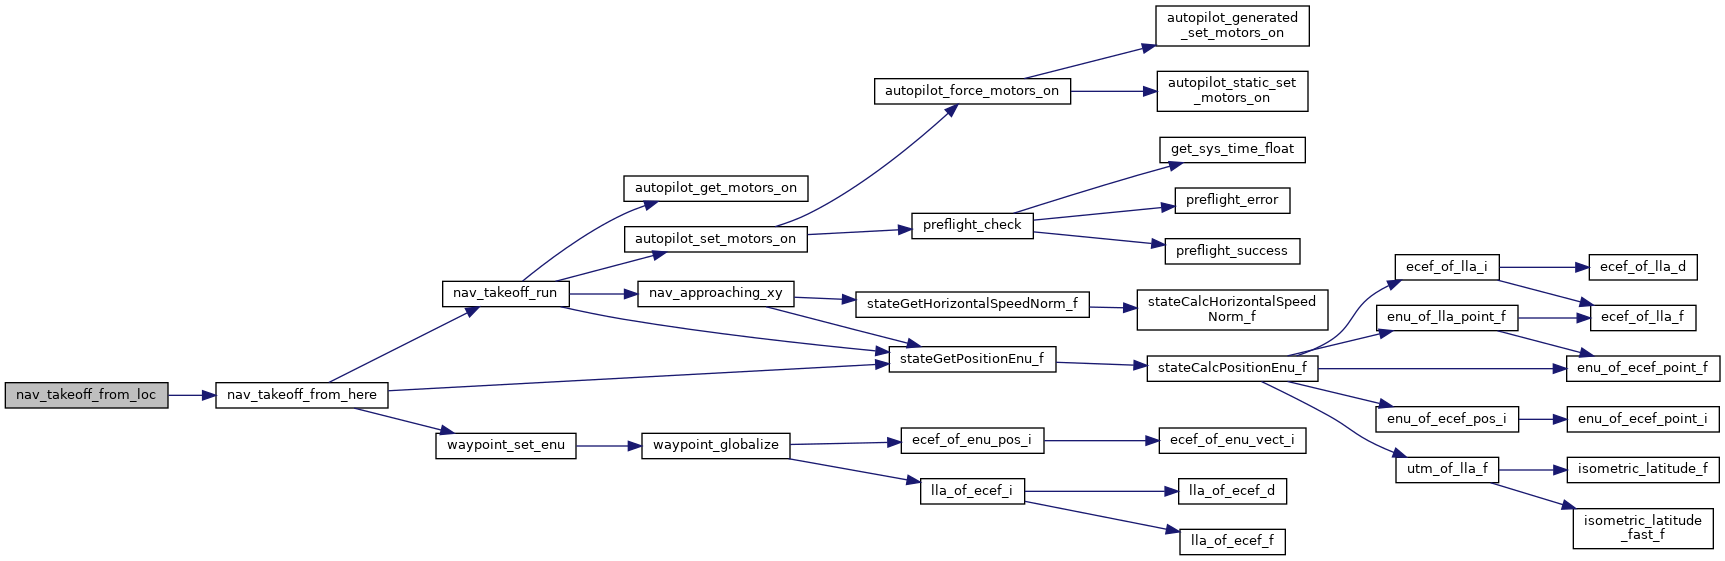 nav_takeoff_from_loc
nav_takeoff_from_here
nav_takeoff_run
waypoint_set_enu
autopilot_get_motors_on
autopilot_set_motors_on
nav_approaching_xy
waypoint_globalize
autopilot_force_motors_on
preflight_check
stateGetHorizontalSpeedNorm_f
stateGetPositionEnu_f
ecef_of_enu_pos_i
lla_of_ecef_i
autopilot_generated
_set_motors_on
autopilot_static_set
_motors_on
get_sys_time_float
preflight_error
preflight_success
stateCalcHorizontalSpeed
Norm_f
stateCalcPositionEnu_f
ecef_of_enu_vect_i
lla_of_ecef_d
lla_of_ecef_f
ecef_of_lla_i
enu_of_lla_point_f
enu_of_ecef_pos_i
utm_of_lla_f
ecef_of_lla_d
ecef_of_lla_f
enu_of_ecef_point_f
enu_of_ecef_point_i
isometric_latitude_f
isometric_latitude
_fast_f